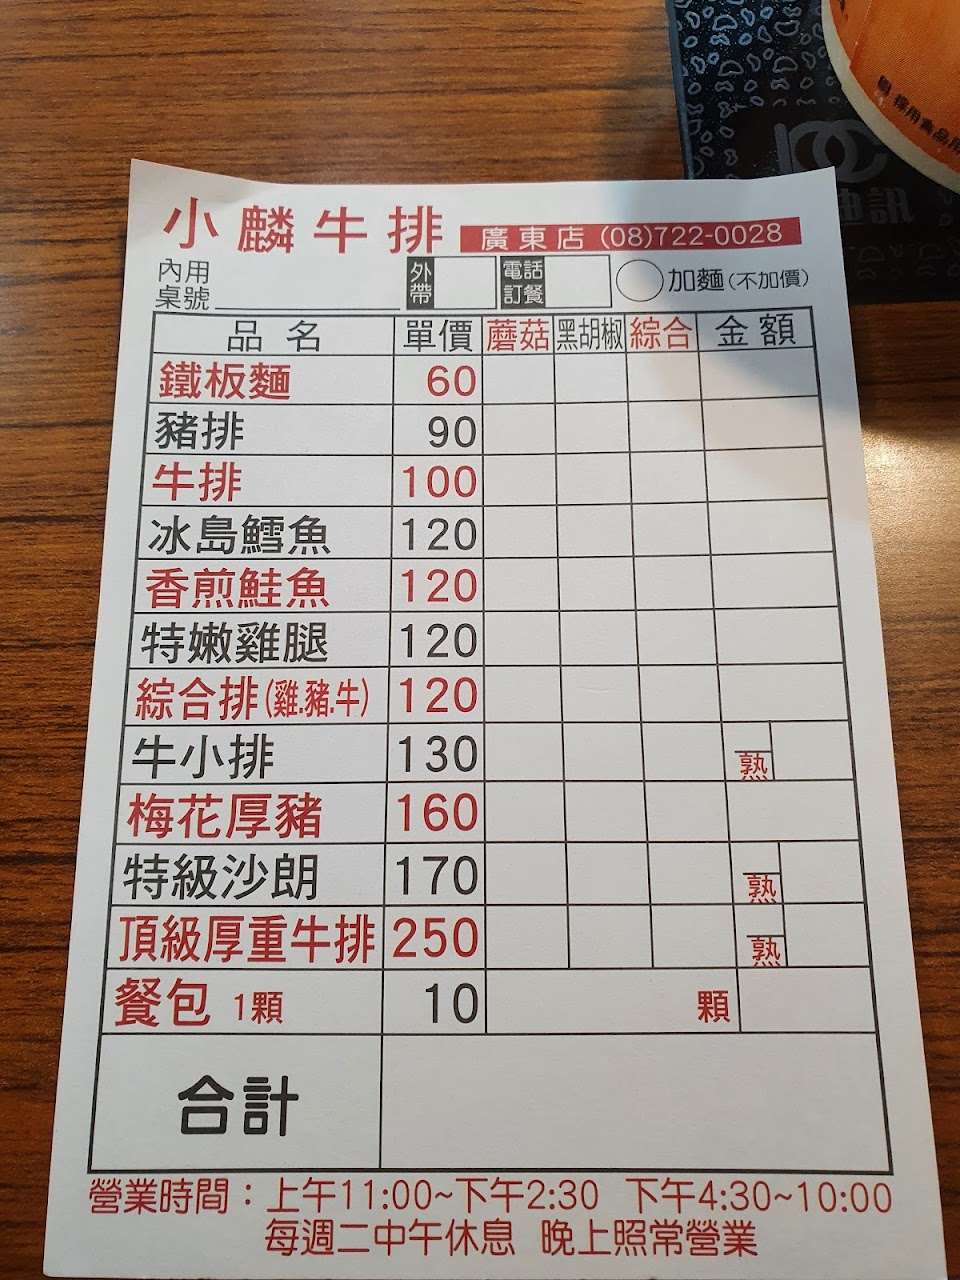 保用食品用
迪訊
小麟牛排 廣東店 (08)722-0028
內用桌號 外帶 電話訂餐 加麵(不加價)
品名 單價 蘑菇 黑胡椒 綜合 金額
鐵板麵 60
豬排 90
牛排 100
冰島鱈魚 120
香煎鮭魚 120
特嫩雞腿 120
綜合排(雞.豬.牛) 120
牛小排 130 熟
梅花厚豬 160
特級沙朗 170 熟
頂級厚重牛排 250 熟
餐包 1顆 10 顆
合計
營業時間：上午11:00~下午2:30 下午4:30~10:00
每週二中午休息 晚上照常營業